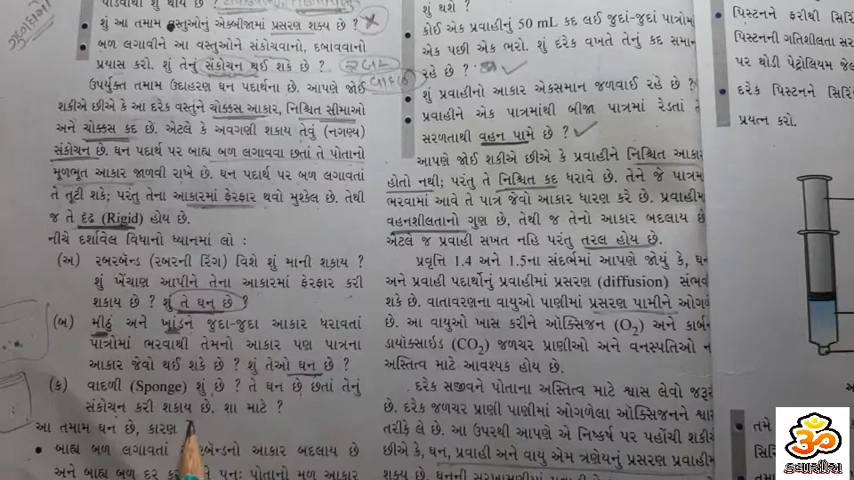 શું આ તમામ વસ્તુઓનું એકબીજામાં પ્રસરણ શક્ય છે ?
બળ લગાવીને આ વસ્તુઓને સંકોચવાનો, દબાવવાનો
પ્રયાસ કરો. શું તેનું સંકોચન થઈ શકે છે ?
ઉપર્યુક્ત તમામ ઉદાહરણ ઘન પદાર્થના છે. આપણે જોઈ
શકીએ છીએ કે આ દરેક વસ્તુને ચોક્કસ આકાર, નિશ્ચિત સીમાઓ
અને ચોક્કસ કદ છે. એટલે કે અવગણી શકાય તેવું (નગણ્ય)
સંકોચન છે. ઘન પદાર્થ પર બાહ્ય બળ લગાવવા છતાં તે પોતાનો
મૂળભૂત આકાર જાળવી રાખે છે. ઘન પદાર્થ પર બળ લગાવતાં
તે તૂટી શકે; પરંતુ તેના આકારમાં ફેરફાર થવો મુશ્કેલ છે. તેથી
જ તે દૃઢ (Rigid) હોય છે.
નીચે દર્શાવેલ વિધાનો ધ્યાનમાં લો :
(અ) રબરબૅન્ડ (રબરની રિંગ) વિશે શું માની શકાય ?
શું ખેંચાણ આપીને તેના આકારમાં ફેરફાર કરી
શકાય છે ? શું તે ઘન છે ?
(બ) મીઠું અને ખાંડને જુદા-જુદા આકાર ધરાવતાં
પાત્રોમાં ભરવાથી તેમનો આકાર પણ પાત્રના
આકાર જેવો થઈ શકે છે ? શું તેઓ ઘન છે ?
(ક) વાદળી (Sponge) શું છે ? તે ઘન છે છતાં તેનું
સંકોચન કરી શકાય છે. શા માટે ?
આ તમામ ઘન છે, કારણ
બાહ્ય બળ લગાવતાં આકાર બદલાય છે
અને બાહ્ય બળ દૂર પુનઃ પોતાનો મૂળ આકાર
શું થશે ?
કોઈ એક પ્રવાહીનું 50 mL કદ લઈ જુદાં-જુદાં પાત્રોમાં
એક પછી એક ભરો. શું દરેક વખતે તેનું કદ સમાન
રહે છે ?
શું પ્રવાહીનો આકાર એકસમાન જળવાઈ રહે છે ?
પ્રવાહીને એક પાત્રમાંથી બીજા પાત્રમાં રેડતાં
સરળતાથી વહન પામે છે ?
આપણે જોઈ શકીએ છીએ કે પ્રવાહીને નિશ્ચિત આકાર
હોતો નથી; પરંતુ તે નિશ્ચિત કદ ધરાવે છે. તેને જે પાત્રમાં
ભરવામાં આવે તે પાત્ર જેવો આકાર ધારણ કરે છે. પ્રવાહીમાં
વહનશીલતાનો ગુણ છે, તેથી જ તેનો આકાર બદલાય છે
એટલે જ પ્રવાહી સખત નહિ પરંતુ તરલ હોય છે.
પ્રવૃત્તિ 1.4 અને 1.5ના સંદર્ભમાં આપણે જોયું કે, ઘન
અને પ્રવાહી પદાર્થોનું પ્રવાહીમાં પ્રસરણ (diffusion)
શકે છે. વાતાવરણના વાયુઓ પાણીમાં પ્રસરણ પામીને
છે. આ વાયુઓ ખાસ કરીને ઑક્સિજન (O₂) અને કાર્બન
ડાયૉક્સાઇડ (CO₂) જળચર પ્રાણીઓ અને વનસ્પતિઓ
અસ્તિત્વ માટે આવશ્યક હોય છે.
દરેક સજીવને પોતાના અસ્તિત્વ માટે શ્વાસ લેવો જરૂરી
છે. દરેક જળચર પ્રાણી પાણીમાં ઓગળેલા ઑક્સિજનને
તરીકે લે છે. આ ઉપરથી આપણે એ નિષ્કર્ષ પર પહોંચી શકીએ
છીએ કે, ઘન, પ્રવાહી અને વાયુ એમ ત્રણેયનું પ્રસરણ પ્રવાહીમાં
શક્ય છે.
પિસ્ટનને ફરીથી
પિસ્ટનની ગતિશીલતા
પર થોડી પેટ્રોલિયમ
દરેક પિસ્ટનને
પ્રયત્ન કરો.
ૐ